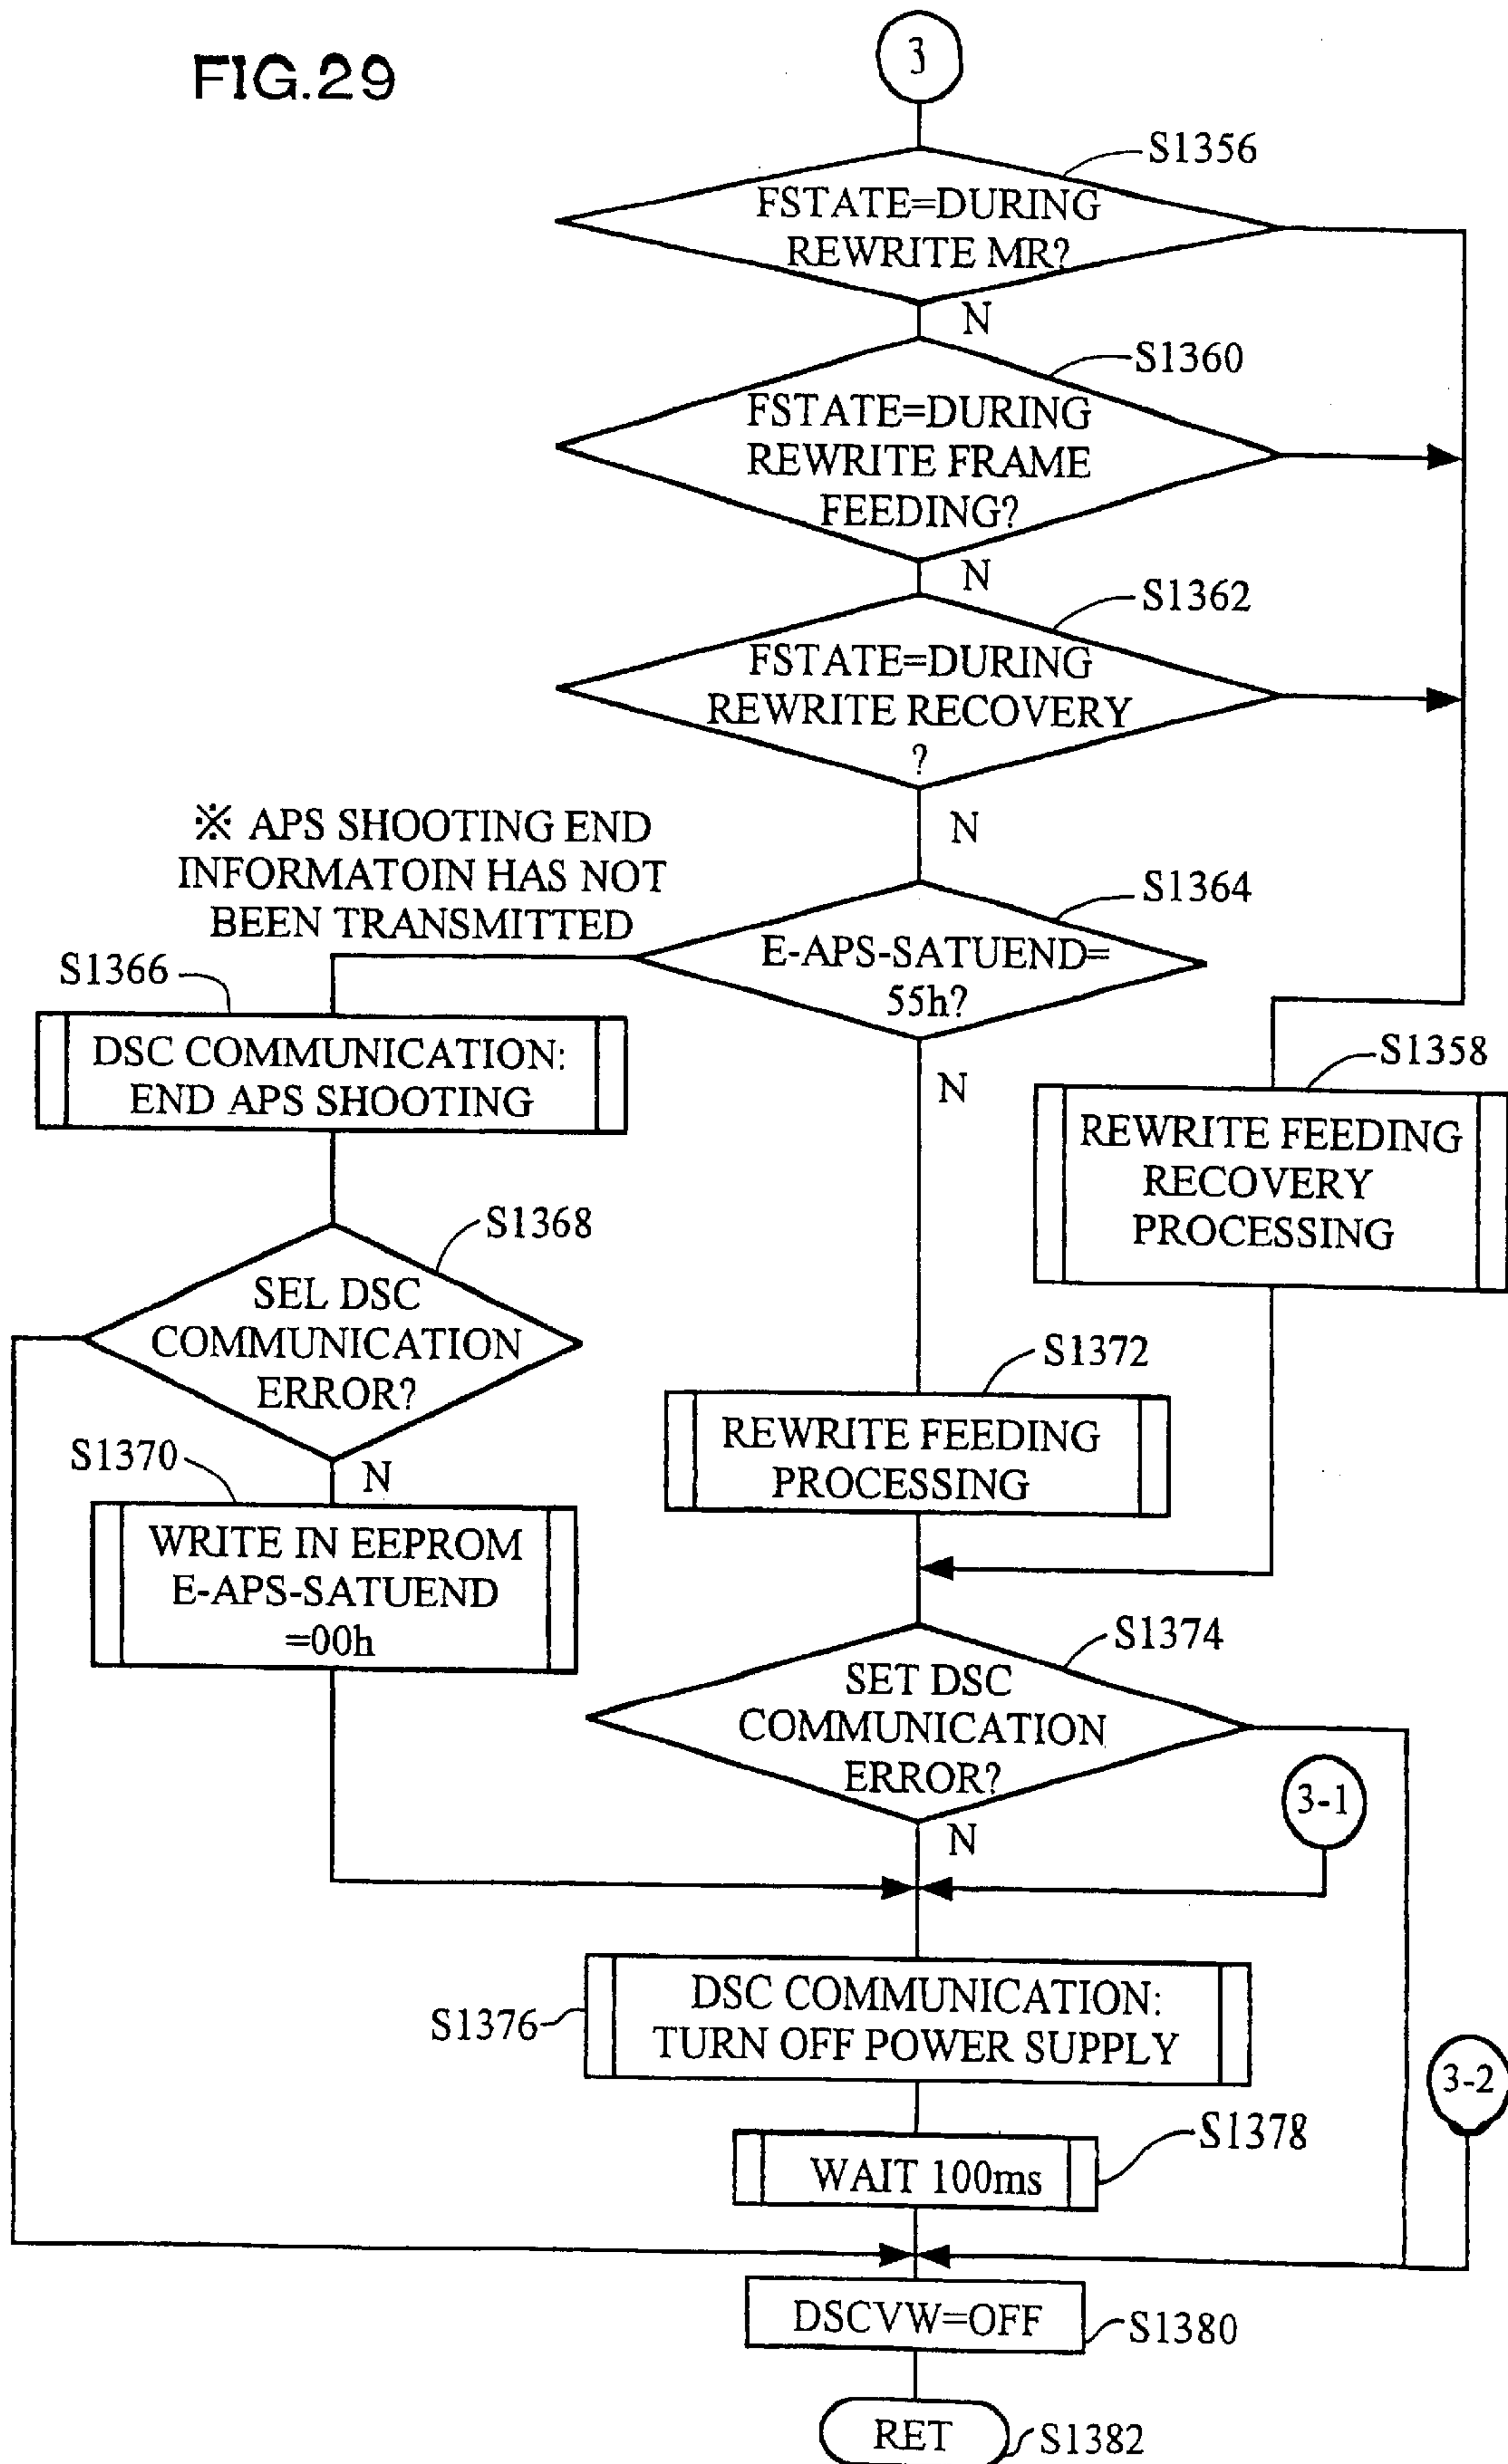 FIG.29
3
S1356
FSTATE=DURING
REWRITE MR?
N
S1360
FSTATE=DURING
REWRITE FRAME
FEEDING?
N
S1362
FSTATE=DURING
REWRITE RECOVERY
?
N
※ APS SHOOTING END
INFORMATOIN HAS NOT
BEEN TRANSMITTED
S1364
E-APS-SATUEND=
55h?
N
S1366
DSC COMMUNICATION:
END APS SHOOTING
S1358
REWRITE FEEDING
RECOVERY
PROCESSING
S1368
SEL DSC
COMMUNICATION
ERROR?
N
S1372
REWRITE FEEDING
PROCESSING
S1370
WRITE IN EEPROM
E-APS-SATUEND
=00h
S1374
SET DSC
COMMUNICATION
ERROR?
N
3-1
S1376
DSC COMMUNICATION:
TURN OFF POWER SUPPLY
3-2
S1378
WAIT 100ms
DSCVW=OFF
S1380
RET
S1382